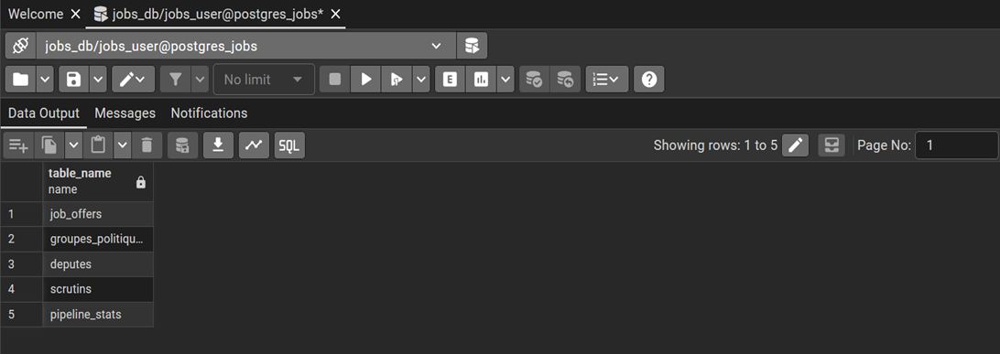 Welcome
jobs_db/jobs_user@postgres_jobs*
jobs_db/jobs_user@postgres_jobs
No limit
E
Data Output Messages Notifications
SQL
Showing rows: 1 to 5
Page No: 1
table_name
name
1 job_offers
2 groupes_politiqu...
3 deputes
4 scrutins
5 pipeline_stats